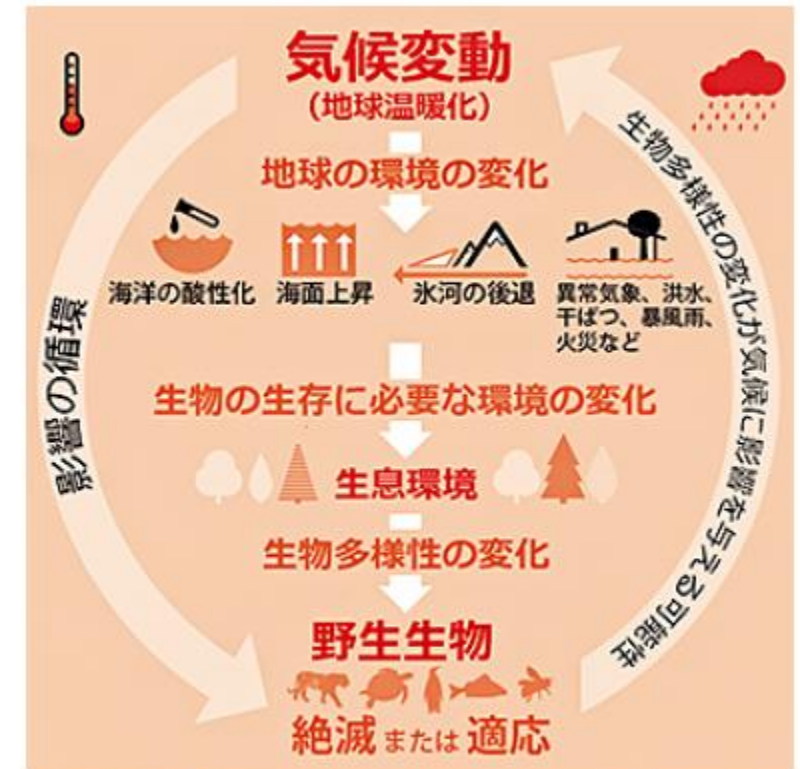 気候変動
(地球温暖化)
地球の環境の変化
海洋の酸性化
海面上昇
氷河の後退
異常気象、洪水、
干ばつ、暴風雨、
火災など
生物の生存に必要な環境の変化
生息環境
生物多様性の変化
野生生物
絶滅または適応
影響の循環
生物多様性の変化が気候に影響を与える可能性